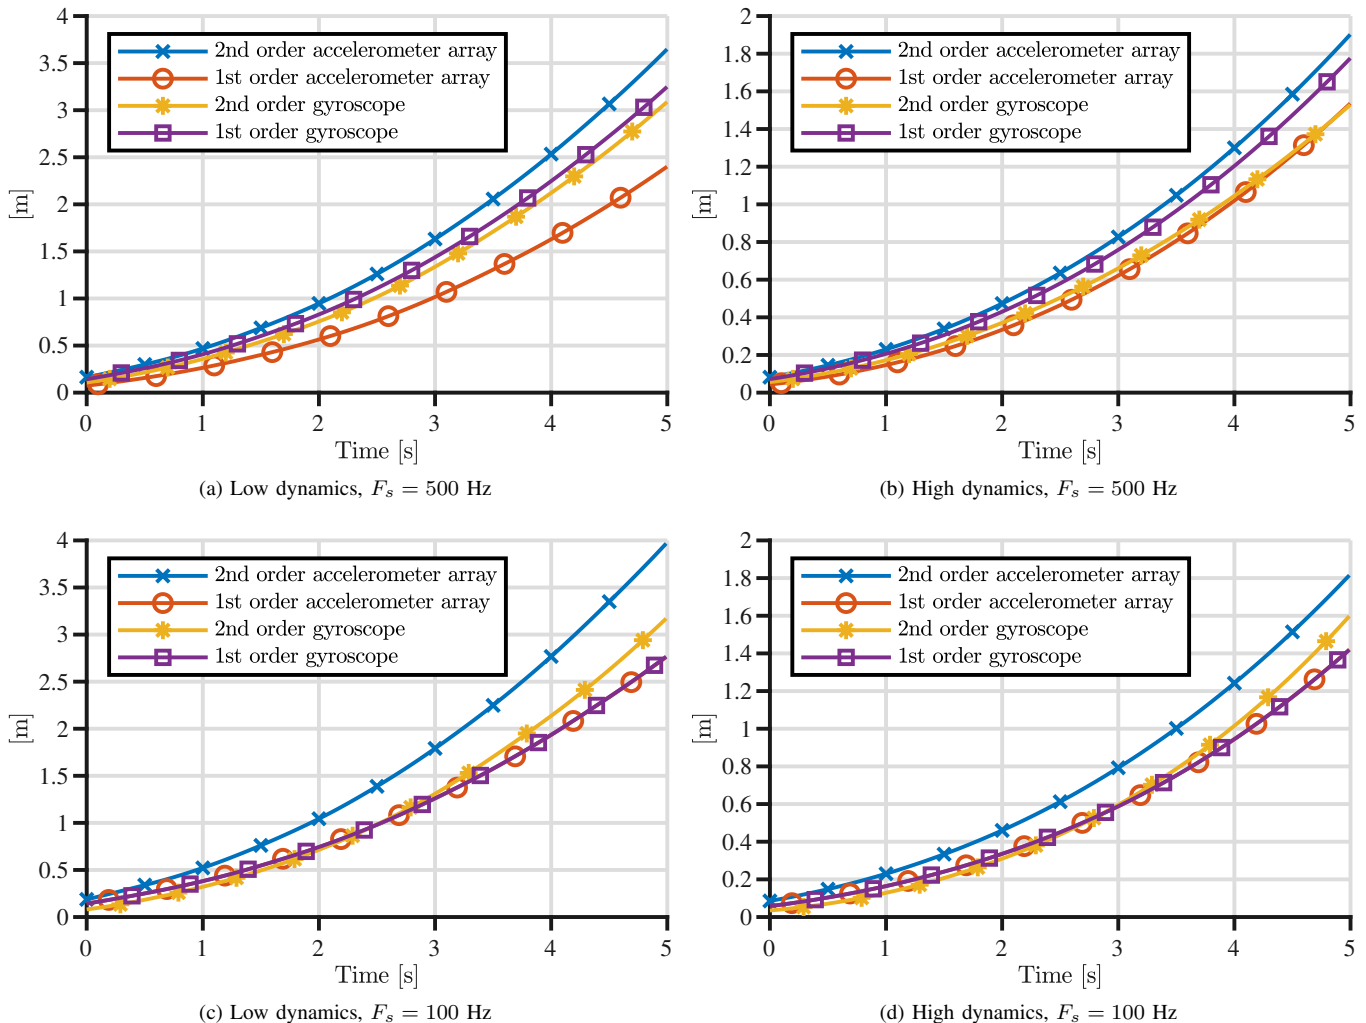 4
3.5
3
2.5
2
1.5
1
0.5
0
[m]
2nd order accelerometer array
1st order accelerometer array
2nd order gyroscope
1st order gyroscope
0 1 2 3 4 5
Time [s]
(a) Low dynamics, F_s = 500 Hz
2
1.8
1.6
1.4
1.2
1
0.8
0.6
0.4
0.2
0
[m]
2nd order accelerometer array
1st order accelerometer array
2nd order gyroscope
1st order gyroscope
0 1 2 3 4 5
Time [s]
(b) High dynamics, F_s = 500 Hz
4
3.5
3
2.5
2
1.5
1
0.5
0
[m]
2nd order accelerometer array
1st order accelerometer array
2nd order gyroscope
1st order gyroscope
0 1 2 3 4 5
Time [s]
(c) Low dynamics, F_s = 100 Hz
2
1.8
1.6
1.4
1.2
1
0.8
0.6
0.4
0.2
0
[m]
2nd order accelerometer array
1st order accelerometer array
2nd order gyroscope
1st order gyroscope
0 1 2 3 4 5
Time [s]
(d) High dynamics, F_s = 100 Hz